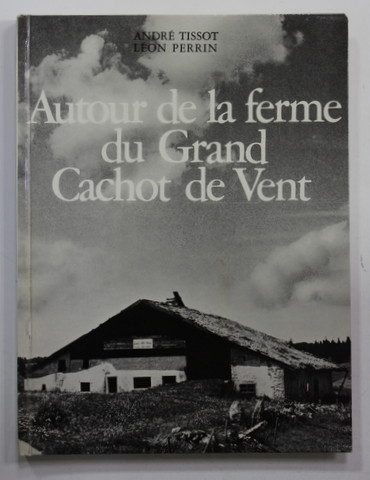 ANDRÉ TISSOT
LÉON PERRIN
Autour de la ferme
du Grand
Cachot de Vent